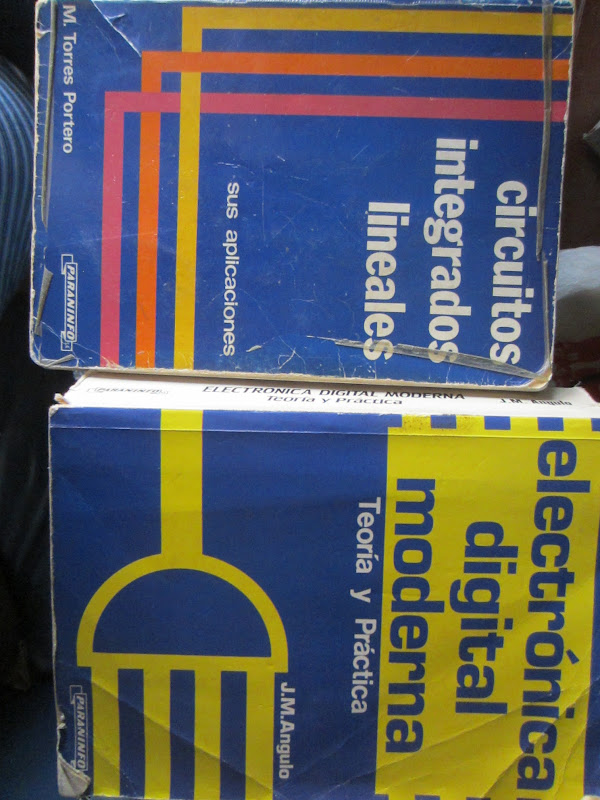 circuitos
integrados
lineales
sus aplicaciones
M. Torres Portero
PARANINFO
PARANINFO
ELECTRONICA DIGITAL MODERNA
Teoría y Práctica
J. M. Angulo
electrónica
digital
moderna
Teoría y Práctica
J.M.Angulo
PARANINFO